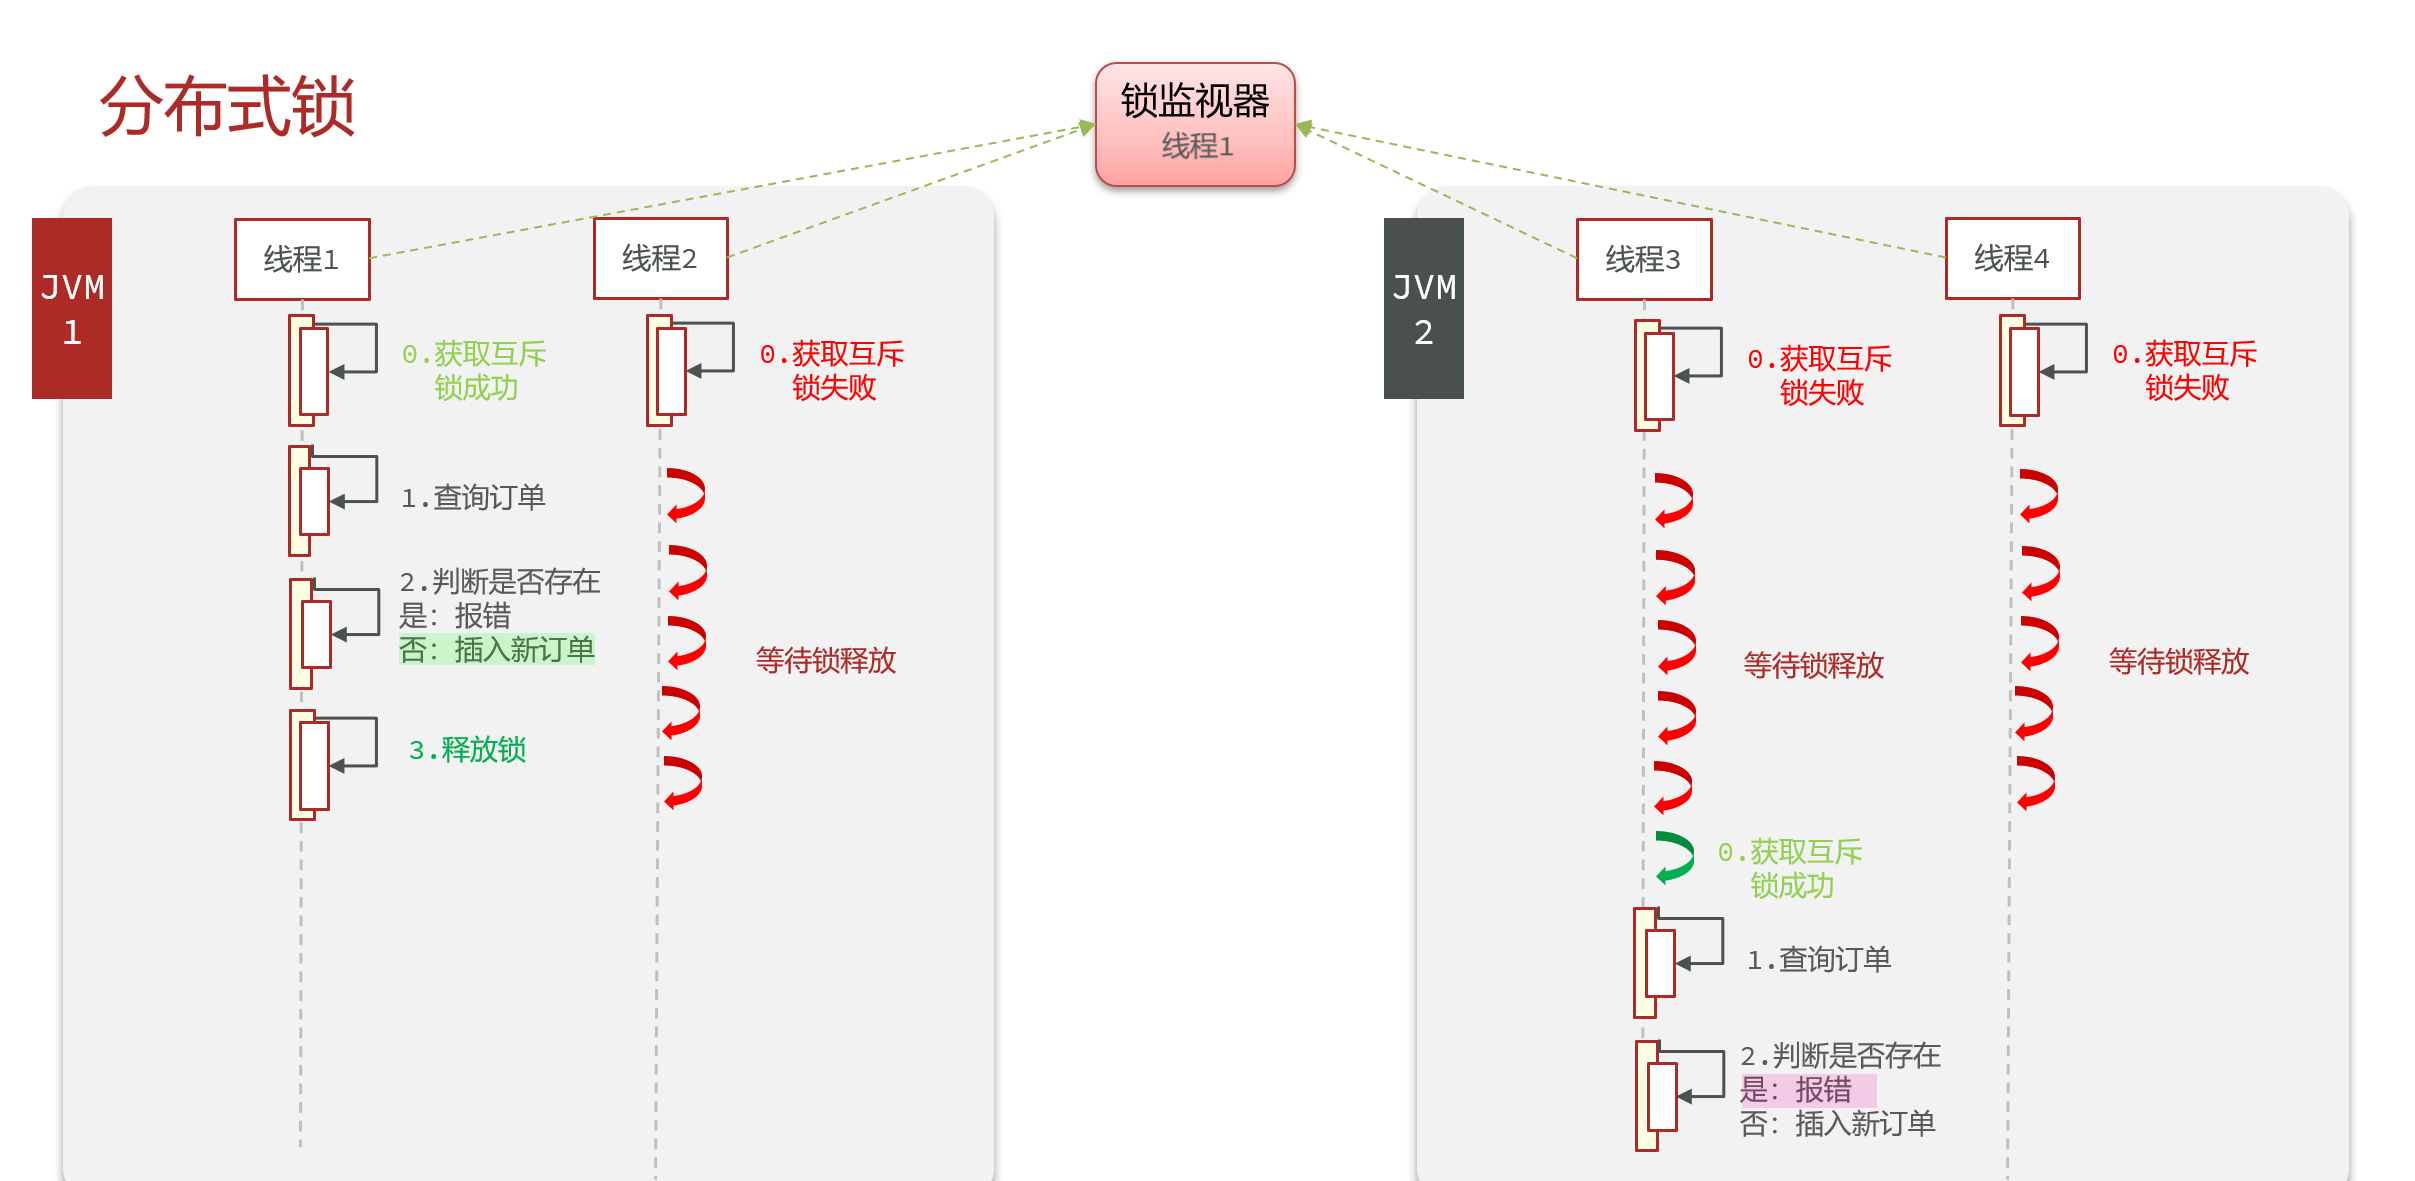 分布式锁
锁监视器
线程1
JVM
1
线程1
0.获取互斥
锁成功
1.查询订单
2.判断是否存在
是：报错
否：插入新订单
3.释放锁
线程2
0.获取互斥
锁失败
等待锁释放
JVM
2
线程3
0.获取互斥
锁失败
等待锁释放
0.获取互斥
锁成功
1.查询订单
2.判断是否存在
是：报错
否：插入新订单
线程4
0.获取互斥
锁失败
等待锁释放